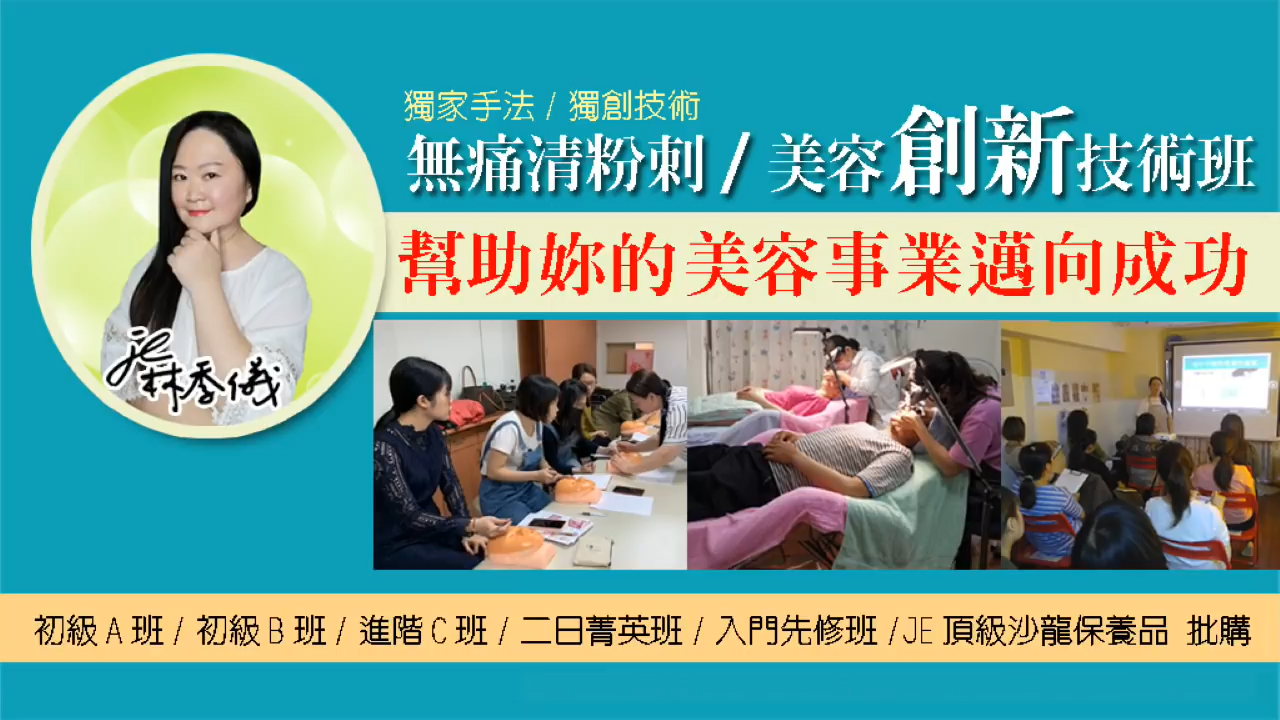 獨家手法 / 獨創技術
無痛清粉刺 / 美容創新技術班
幫助妳的美容事業邁向成功
JE 林季儀
初級 A 班 / 初級 B 班 / 進階 C 班 / 二日菁英班 / 入門先修班 /JE 頂級沙龍保養品 批購